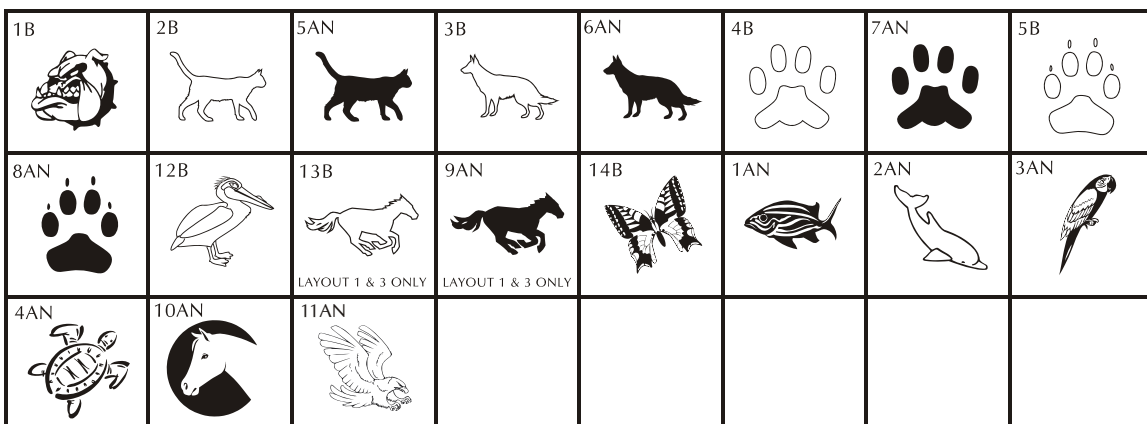 1B
2B
5AN
3B
6AN
4B
7AN
5B
8AN
12B
13B
9AN
14B
1AN
2AN
3AN
LAYOUT 1 & 3 ONLY
LAYOUT 1 & 3 ONLY
4AN
10AN
11AN